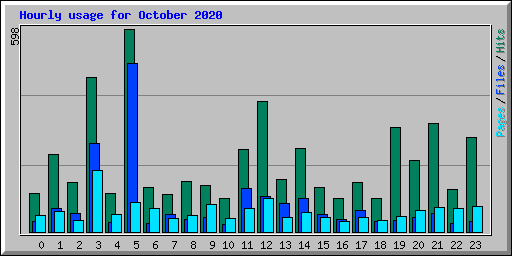 Hourly usage for October 2020
598
Pages / Files / Hits
0 1 2 3 4 5 6 7 8 9 10 11 12 13 14 15 16 17 18 19 20 21 22 23